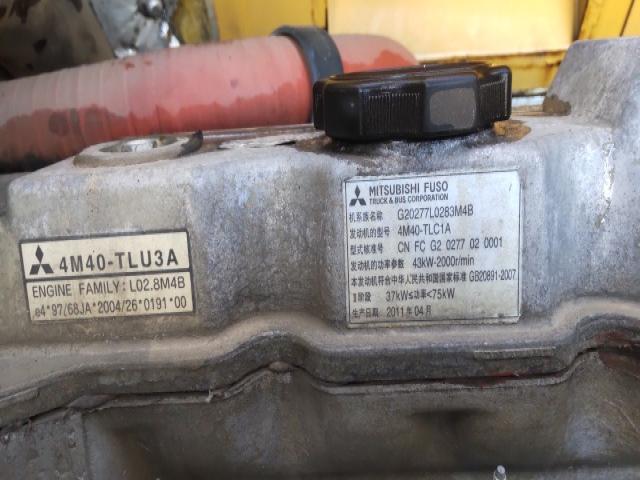 4M40-TLU3A
ENGINE FAMILY: L02.8M4B
e4*97/68JA*2004/26*0191*00
MITSUBISHI FUSO
TRUCK & BUS CORPORATION
机系族名称 G20277L0283M4B
发动机的型号 4M40-TLC1A
型式核准号 CN FC G2 0277 02 0001
发动机的功率参数 43kW-2000r/min
本发动机符合中华人民共和国国家标准 GB20891-2007
Ⅱ阶段 37kW≤功率<75kW
生产日期 2011年04月